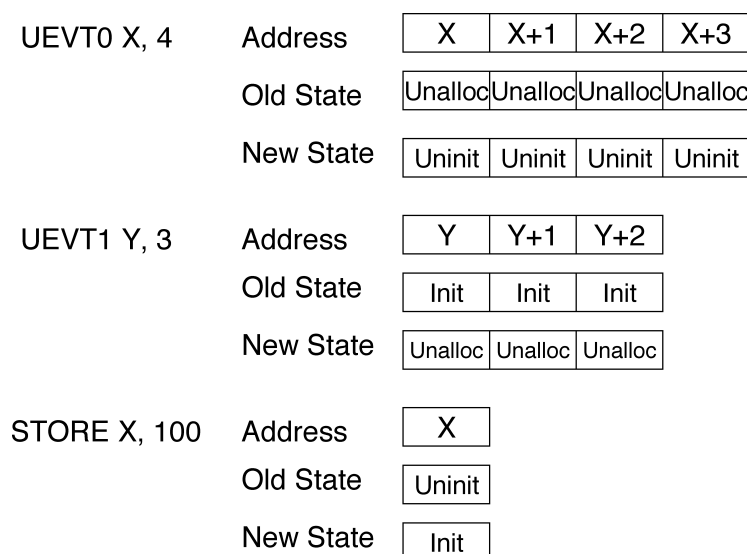 UEVT0 X, 4 Address X X+1 X+2 X+3
Old State Unalloc Unalloc Unalloc Unalloc
New State Uninit Uninit Uninit Uninit
UEVT1 Y, 3 Address Y Y+1 Y+2
Old State Init Init Init
New State Unalloc Unalloc Unalloc
STORE X, 100 Address X
Old State Uninit
New State Init